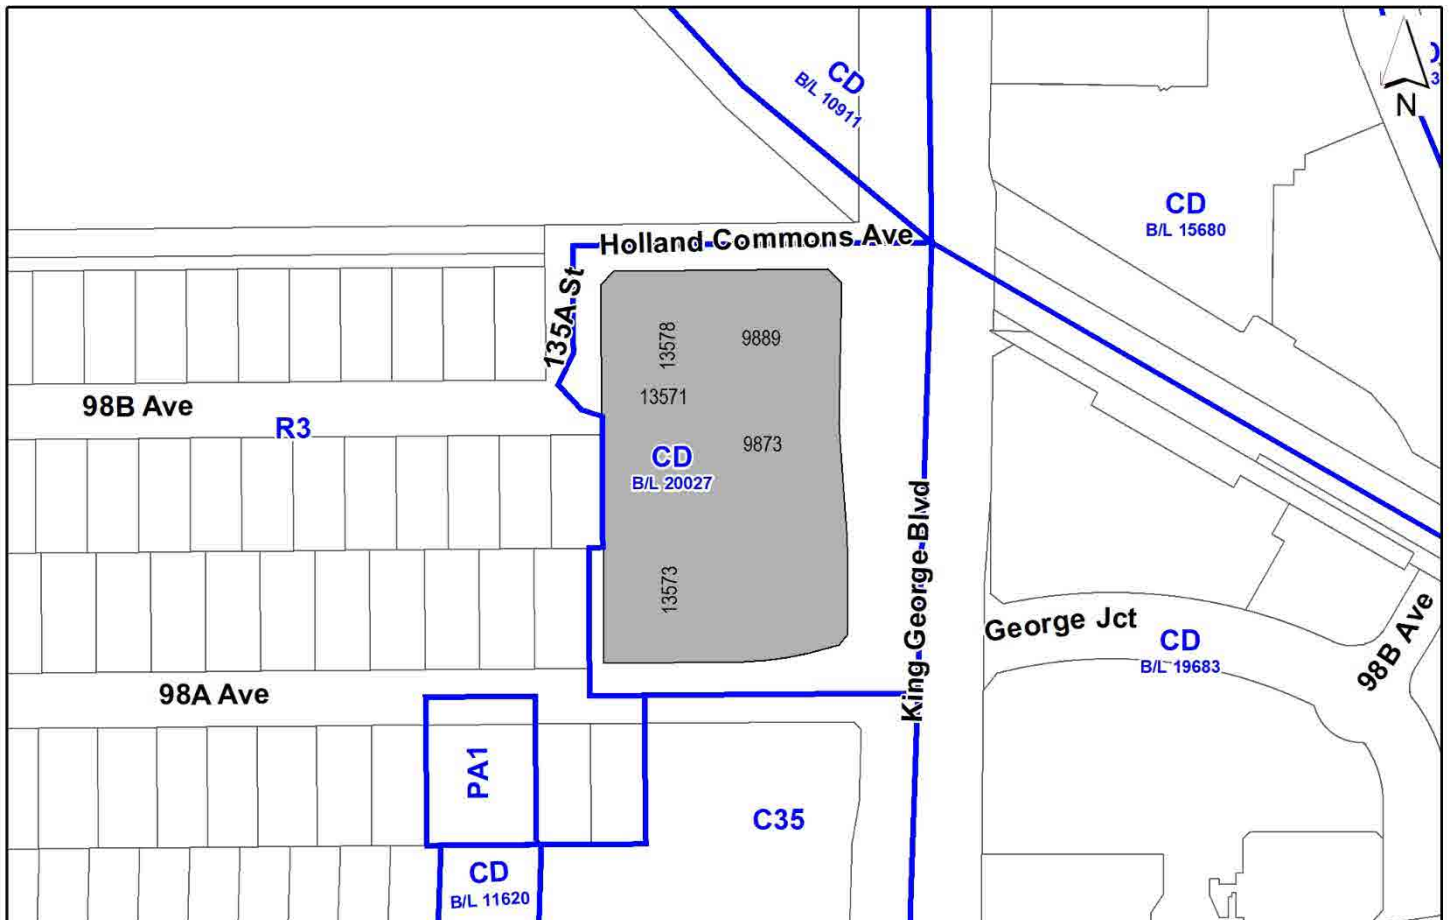 CD
B/L 10911
N
CD
B/L 15680
Holland Commons Ave
135A St
13578
9889
13571
98B Ave
R3
9873
CD
B/L 20027
King George Blvd
13573
George Jct
CD
B/L 19683
98B Ave
98A Ave
PA1
C35
CD
B/L 11620